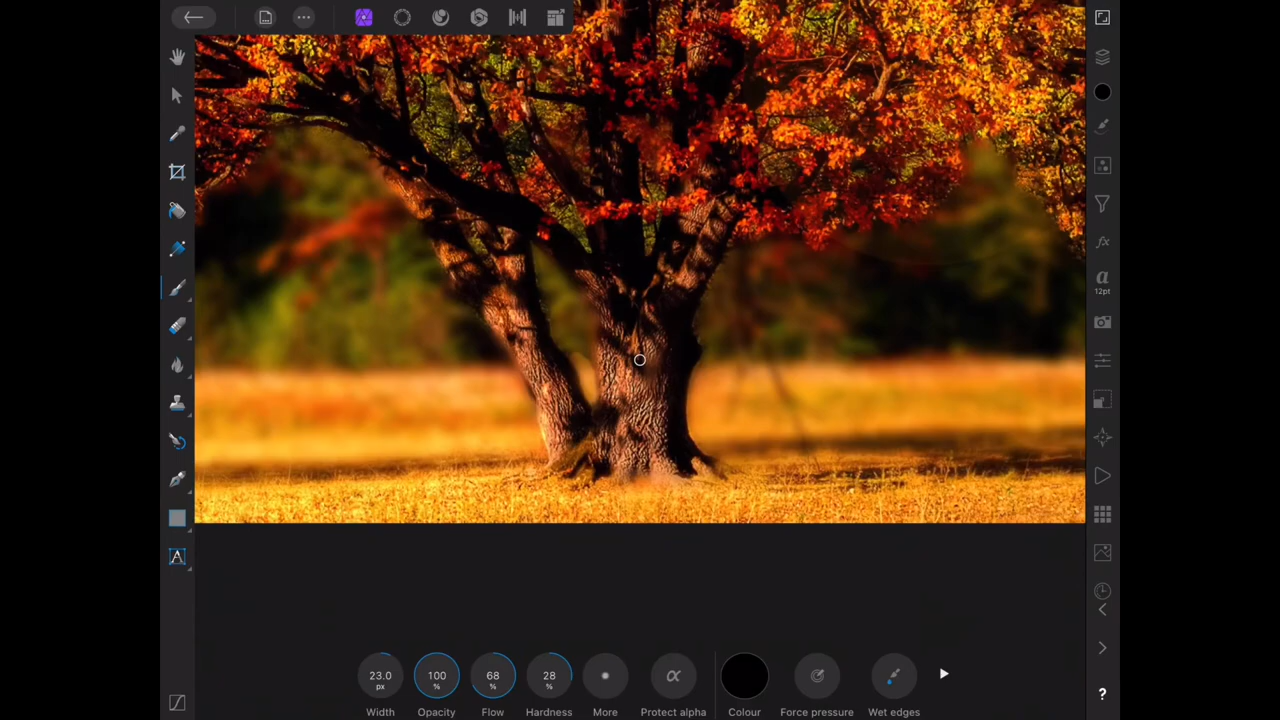 a
12pt
A
23.0
px
100
%
68
%
28
%
α
Width
Opacity
Flow
Hardness
More
Protect alpha
Colour
Force pressure
Wet edges
fx
?